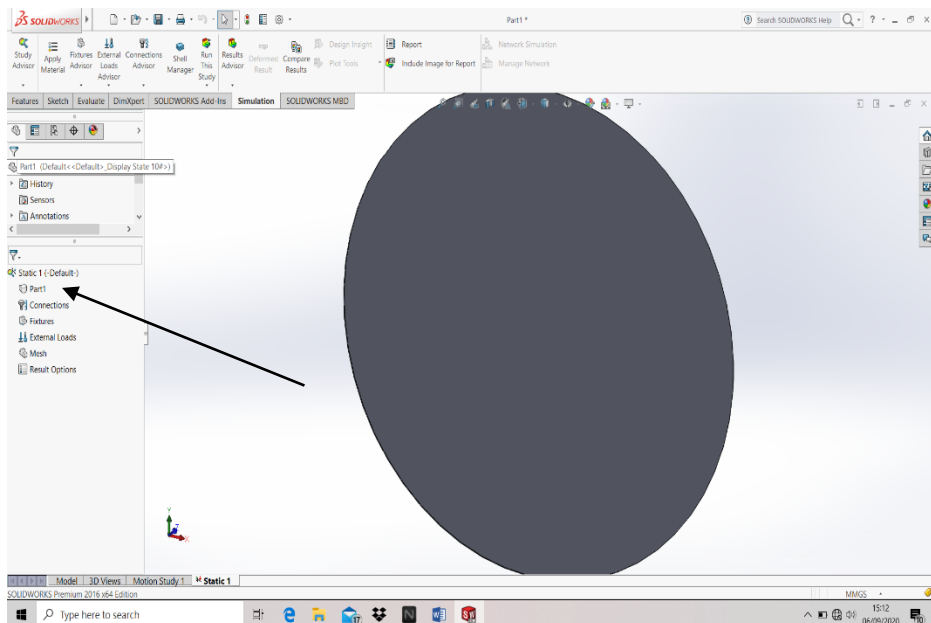 SOLIDWORKS
Part1 *
Search SOLIDWORKS Help
Study Advisor
Apply Material
Fixtures Advisor
External Loads Advisor
Connections Advisor
Shell Manager
Run This Study
Results Advisor
Deformed Result
Compare Results
Design Insight
Plot Tools
Report
Include Image for Report
Network Simulation
Manage Network
Features Sketch Evaluate DimXpert SOLIDWORKS Add-Ins Simulation SOLIDWORKS MBD
Part1 (Default<<Default>_Display State 10#>)
History
Sensors
Annotations
Static 1 (-Default-)
Part1
Connections
Fixtures
External Loads
Mesh
Result Options
Y
Z
X
Model 3D Views Motion Study 1 Static 1
SOLIDWORKS Premium 2016 x64 Edition
MMGS
Type here to search
17
15:12
06/09/2020